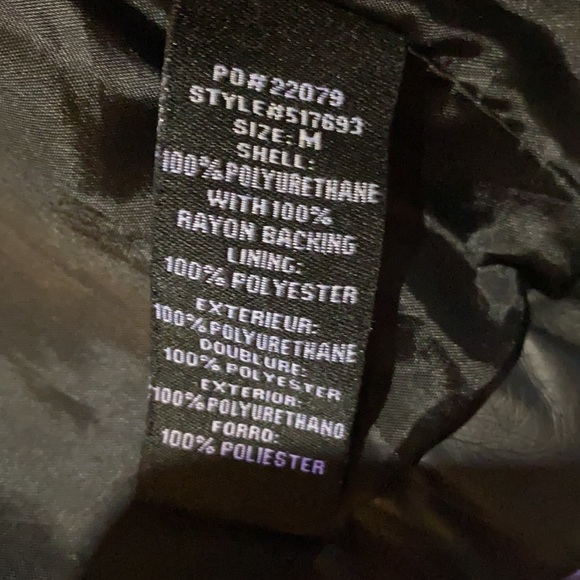 PO# 22079
STYLE#517693
SIZE: M
SHELL:
100% POLYURETHANE
WITH 100%
RAYON BACKING
LINING:
100% POLYESTER
EXTERIEUR:
100% POLYURETHANE
DOUBLURE:
100% POLYESTER
EXTERIOR:
100% POLYURETHANO
FORRO:
100% POLIESTER